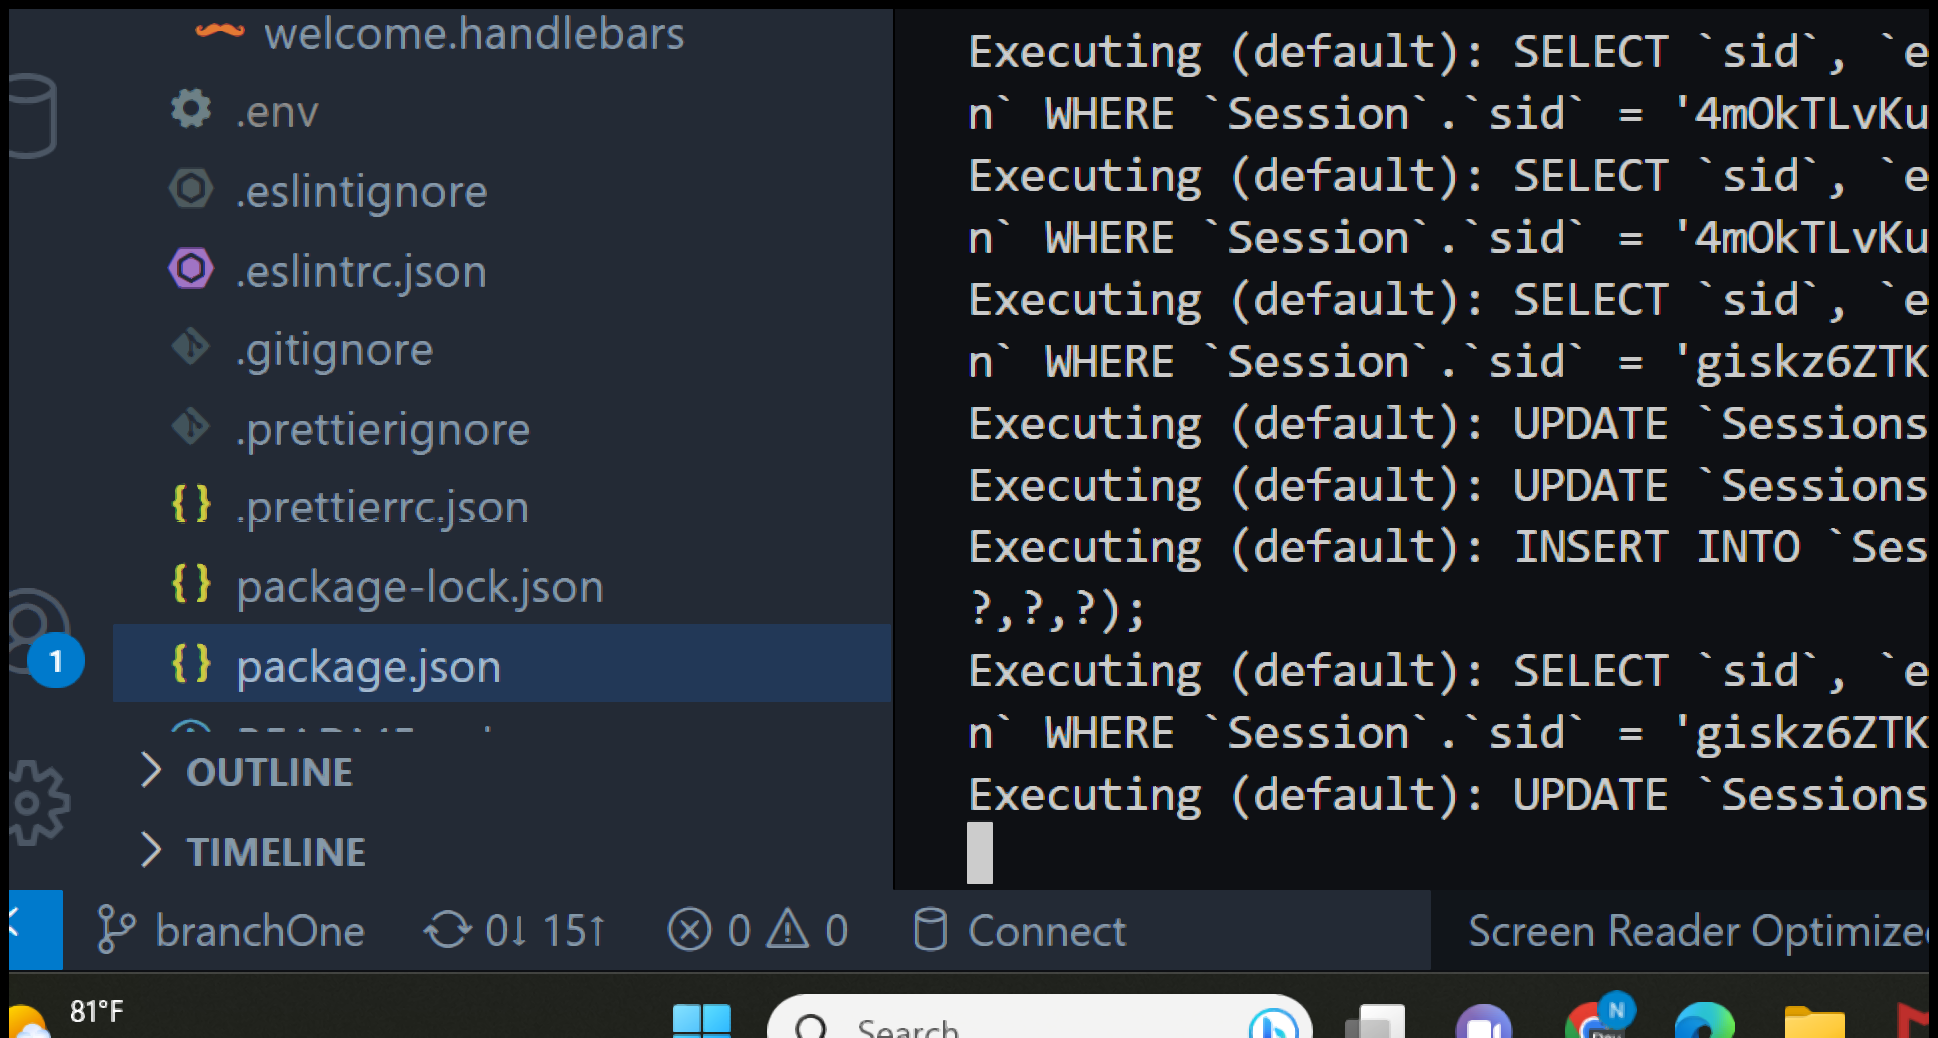 welcome.handlebars
.env
.eslintignore
.eslintrc.json
.gitignore
.prettierignore
.prettierrc.json
package-lock.json
1
package.json
OUTLINE
TIMELINE
Executing (default): SELECT `sid`, `e
n` WHERE `Session`.`sid` = '4mOkTLvKu
Executing (default): SELECT `sid`, `e
n` WHERE `Session`.`sid` = '4mOkTLvKu
Executing (default): SELECT `sid`, `e
n` WHERE `Session`.`sid` = 'giskz6ZTK
Executing (default): UPDATE `Sessions
Executing (default): UPDATE `Sessions
Executing (default): INSERT INTO `Ses
?,?,?);
Executing (default): SELECT `sid`, `e
n` WHERE `Session`.`sid` = 'giskz6ZTK
Executing (default): UPDATE `Sessions
branchOne 0↓ 15↑ 0 0 Connect Screen Reader Optimize
81°F
Search
N